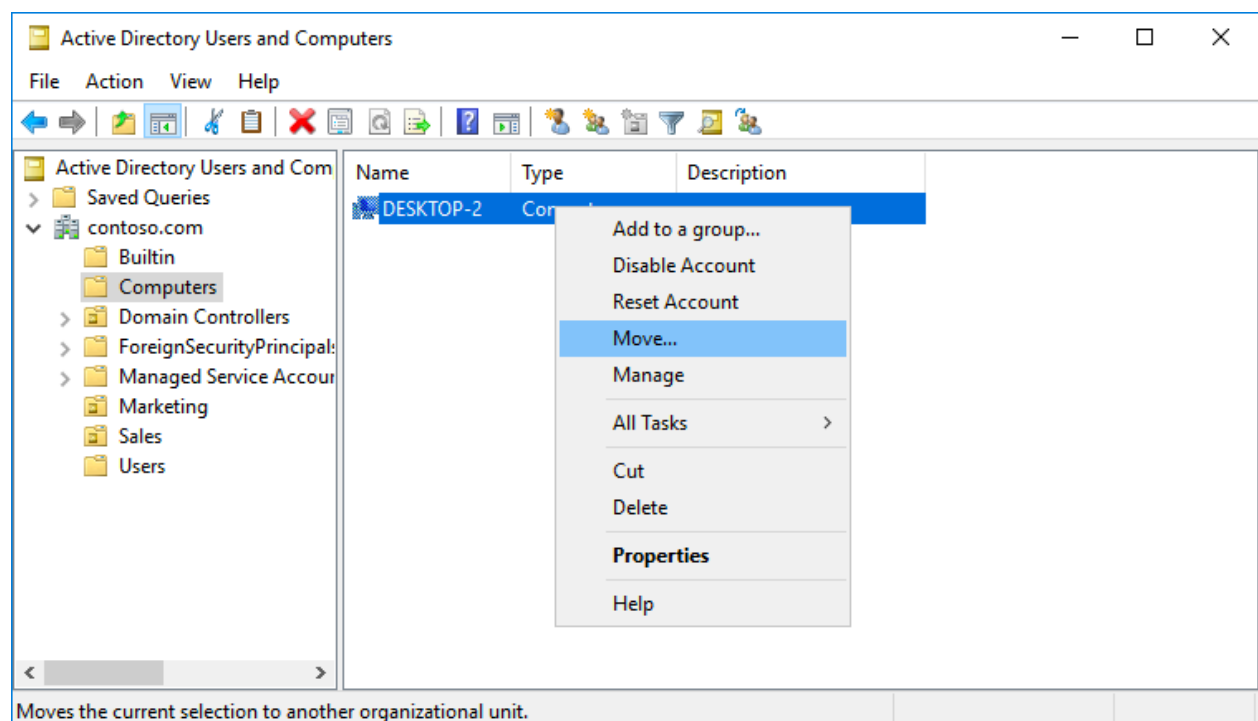 Active Directory Users and Computers
File Action View Help
Active Directory Users and Com
Saved Queries
contoso.com
Builtin
Computers
Domain Controllers
ForeignSecurityPrincipal
Managed Service Accour
Marketing
Sales
Users
Name Type Description
DESKTOP-2
Add to a group...
Disable Account
Reset Account
Move...
Manage
All Tasks
Cut
Delete
Properties
Help
Moves the current selection to another organizational unit.